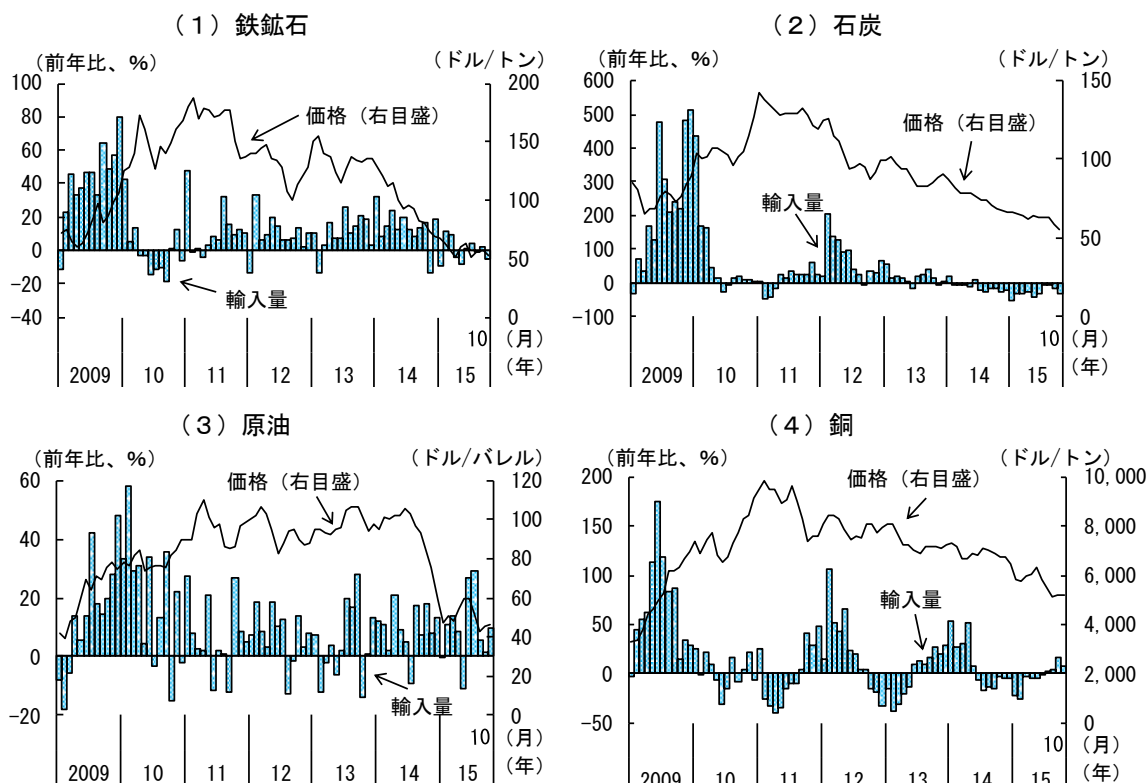 （１）鉄鉱石
（前年比、％）
（ドル/トン）
100
80
60
40
20
0
−20
−40
200
150
100
50
0
価格（右目盛）
輸入量
10
（月）
（年）
2009
10
11
12
13
14
15
（２）石炭
（前年比、％）
（ドル/トン）
600
500
400
300
200
100
0
−100
150
100
50
0
価格（右目盛）
輸入量
10
（月）
（年）
2009
10
11
12
13
14
15
（３）原油
（前年比、％）
（ドル/バレル）
60
40
20
0
−20
120
100
80
60
40
20
0
価格（右目盛）
輸入量
10
（月）
（年）
2009
10
11
12
13
14
15
（４）銅
（前年比、％）
（ドル/トン）
200
150
100
50
0
−50
10,000
8,000
6,000
4,000
2,000
0
価格（右目盛）
輸入量
10
（月）
（年）
2009
10
11
12
13
14
15